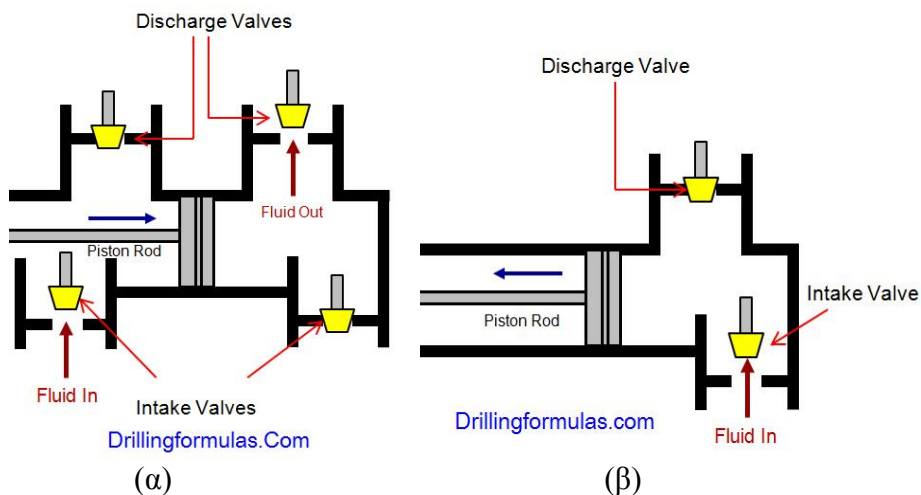 Discharge Valves
Fluid Out
Piston Rod
Fluid In
Intake Valves
Drillingformulas.Com
(α)
Discharge Valve
Intake Valve
Piston Rod
Drillingformulas.com
Fluid In
(β)